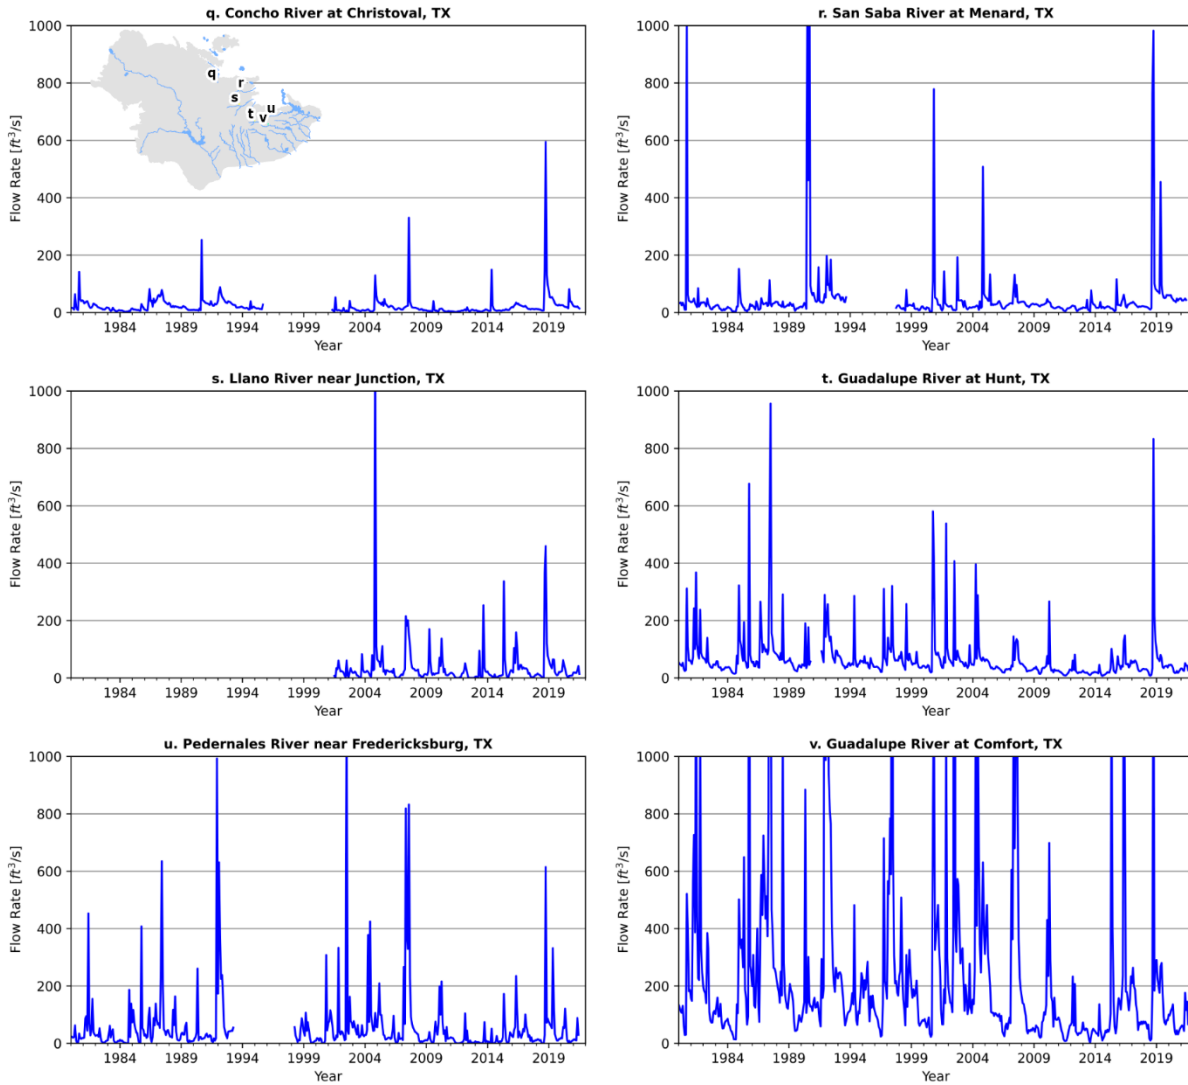 q. Concho River at Christoval, TX
1000
800
600
400
200
0
Flow Rate [ft³/s]
q
r
s
t
u
v
1984 1989 1994 1999 2004 2009 2014 2019
Year
r. San Saba River at Menard, TX
1000
800
600
400
200
0
Flow Rate [ft³/s]
1984 1989 1994 1999 2004 2009 2014 2019
Year
s. Llano River near Junction, TX
1000
800
600
400
200
0
Flow Rate [ft³/s]
1984 1989 1994 1999 2004 2009 2014 2019
Year
t. Guadalupe River at Hunt, TX
1000
800
600
400
200
0
Flow Rate [ft³/s]
1984 1989 1994 1999 2004 2009 2014 2019
Year
u. Pedernales River near Fredericksburg, TX
1000
800
600
400
200
0
Flow Rate [ft³/s]
1984 1989 1994 1999 2004 2009 2014 2019
Year
v. Guadalupe River at Comfort, TX
1000
800
600
400
200
0
Flow Rate [ft³/s]
1984 1989 1994 1999 2004 2009 2014 2019
Year